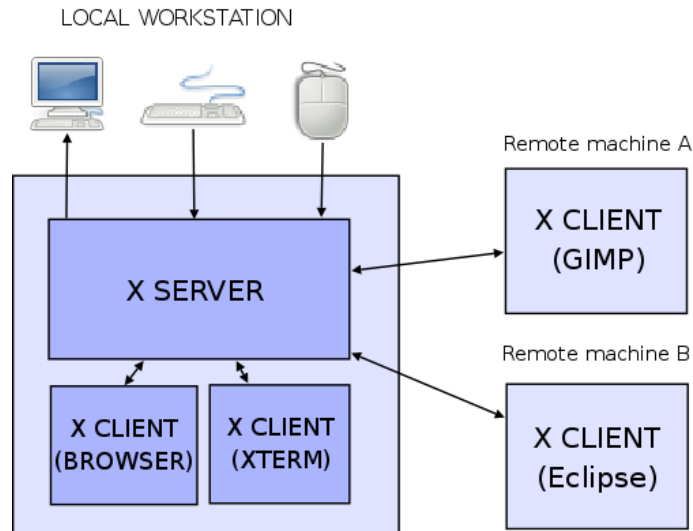 LOCAL WORKSTATION
Remote machine A
X CLIENT
(GIMP)
X SERVER
Remote machine B
X CLIENT
(BROWSER)
X CLIENT
(XTERM)
X CLIENT
(Eclipse)